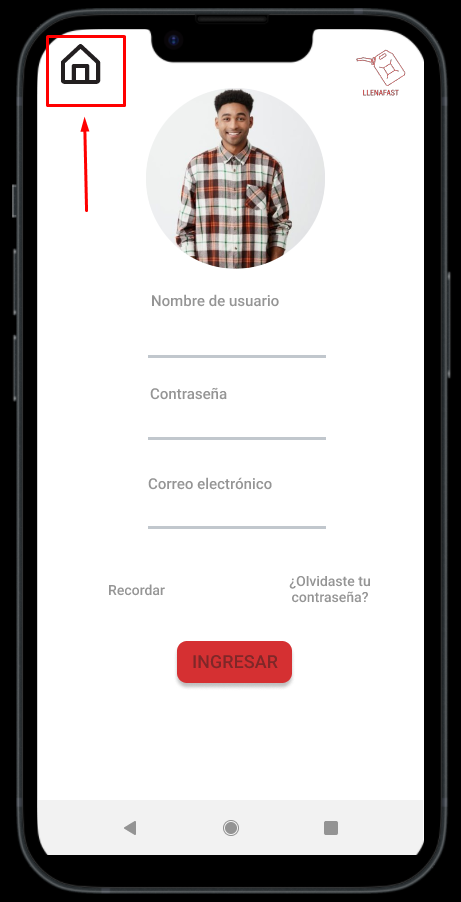 LLENAFAST
Nombre de usuario
Contraseña
Correo electrónico
Recordar
¿Olvidaste tu
contraseña?
INGRESAR